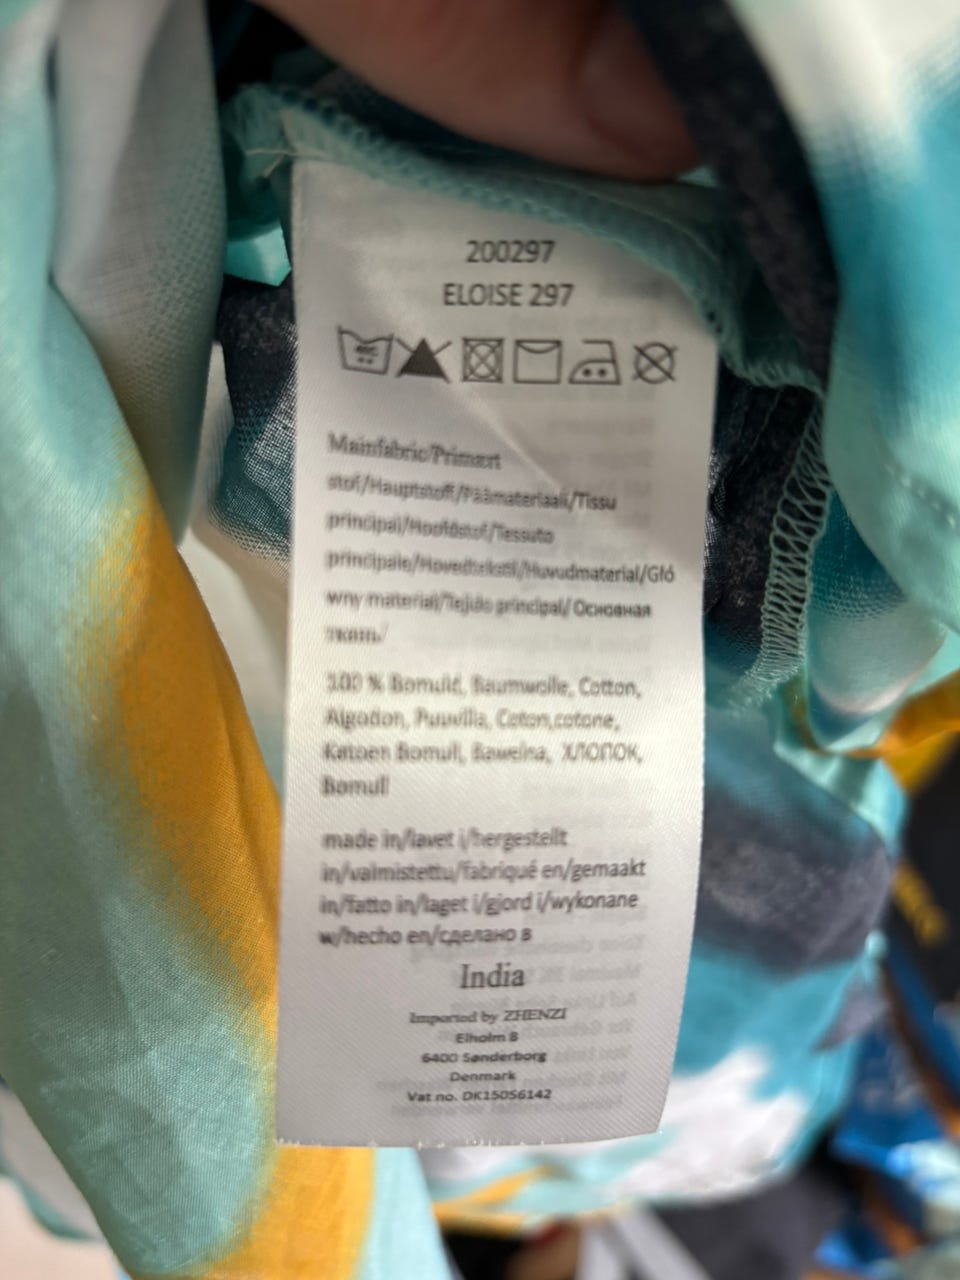 200297
ELOISE 297
Mainfabric/Primært
stof/Hauptstoff/Päämateriaali/Tissu
principal/Hoofdstof/Tessuto
principale/Hovedtekstil/Huvudmaterial/Głó
wny material/Tejido principal/ Основная
ткань/
100 % Bomuld, Baumwolle, Cotton,
Algodon, Puuvilla, Coton,cotone,
Katoen Bomull, Bawelna, ХЛОПОК,
Bomull
made in/lavet i/hergestellt
in/valmistettu/fabriqué en/gemaakt
in/fatto in/laget i/gjord i/wykonane
w/hecho en/сделано в
India
Imported by ZHENZI
Elholm 8
6400 Sønderborg
Denmark
Vat no. DK15056142